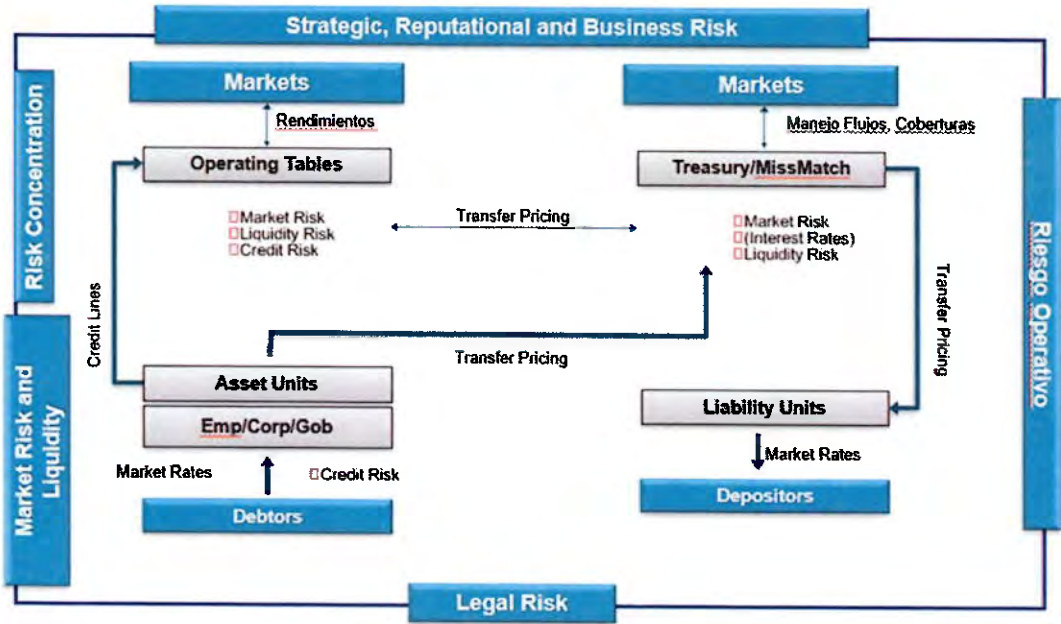 Strategic, Reputational and Business Risk
Markets
Markets
Rendimientos
Manejo Flujos, Coberturas
Operating Tables
Treasury/MissMatch
Market Risk
Liquidity Risk
Credit Risk
Transfer Pricing
Market Risk
(Interest Rates)
Liquidity Risk
Risk Concentration
Credit Lines
Transfer Pricing
Riesgo Operativo
Transfer Pricing
Asset Units
Emp/Corp/Gob
Liability Units
Market Risk and
Liquidity
Market Rates
Credit Risk
Market Rates
Debtors
Depositors
Legal Risk